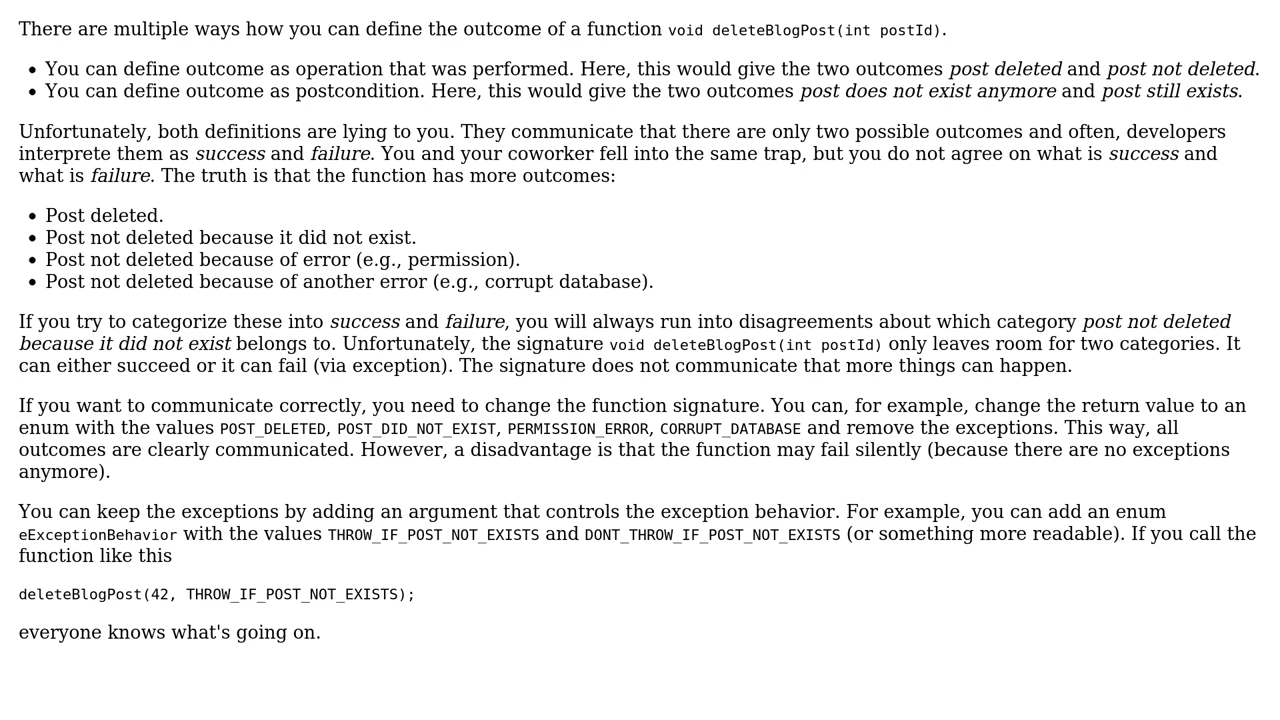 There are multiple ways how you can define the outcome of a function void deleteBlogPost(int postId).
• You can define outcome as operation that was performed. Here, this would give the two outcomes post deleted and post not deleted.
• You can define outcome as postcondition. Here, this would give the two outcomes post does not exist anymore and post still exists.
Unfortunately, both definitions are lying to you. They communicate that there are only two possible outcomes and often, developers
interprete them as success and failure. You and your coworker fell into the same trap, but you do not agree on what is success and
what is failure. The truth is that the function has more outcomes:
• Post deleted.
• Post not deleted because it did not exist.
• Post not deleted because of error (e.g., permission).
• Post not deleted because of another error (e.g., corrupt database).
If you try to categorize these into success and failure, you will always run into disagreements about which category post not deleted
because it did not exist belongs to. Unfortunately, the signature void deleteBlogPost(int postId) only leaves room for two categories. It
can either succeed or it can fail (via exception). The signature does not communicate that more things can happen.
If you want to communicate correctly, you need to change the function signature. You can, for example, change the return value to an
enum with the values POST_DELETED, POST_DID_NOT_EXIST, PERMISSION_ERROR, CORRUPT_DATABASE and remove the exceptions. This way, all
outcomes are clearly communicated. However, a disadvantage is that the function may fail silently (because there are no exceptions
anymore).
You can keep the exceptions by adding an argument that controls the exception behavior. For example, you can add an enum
eExceptionBehavior with the values THROW_IF_POST_NOT_EXISTS and DONT_THROW_IF_POST_NOT_EXISTS (or something more readable). If you call the
function like this
deleteBlogPost(42, THROW_IF_POST_NOT_EXISTS);
everyone knows what's going on.